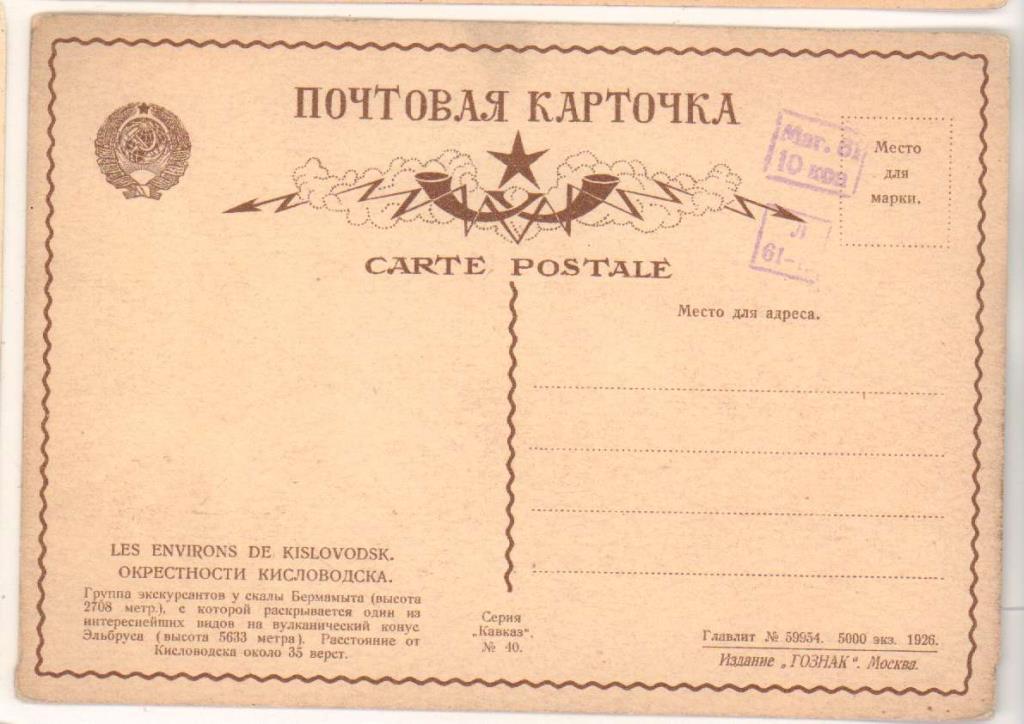 ПОЧТОВАЯ КАРТОЧКА
CARTE POSTALE
Маг. 81
10 коп
Л
61-
Место
для
марки.
Место для адреса.
LES ENVIRONS DE KISLOVODSK.
ОКРЕСТНОСТИ КИСЛОВОДСКА.
Группа экскурсантов у скалы Бермамыта (высота
2708 метр.), с которой раскрывается один из
интереснейших видов на вулканический конус
Эльбруса (высота 5633 метра). Расстояние от
Кисловодска около 35 верст.
Серия
„Кавказ".
№ 40.
Главлит № 59954. 5000 экз. 1926.
Издание „ГОЗНАК". Москва.